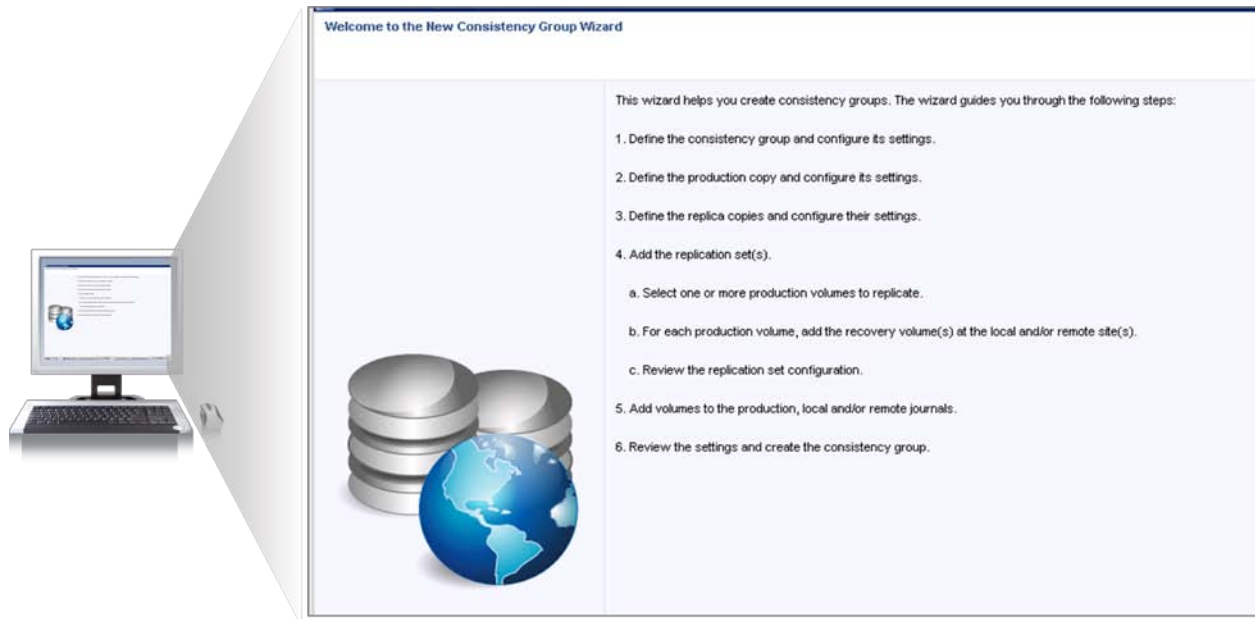 Welcome to the New Consistency Group Wizard
This wizard helps you create consistency groups. The wizard guides you through the following steps:
1. Define the consistency group and configure its settings.
2. Define the production copy and configure its settings.
3. Define the replica copies and configure their settings.
4. Add the replication set(s).
a. Select one or more production volumes to replicate.
b. For each production volume, add the recovery volume(s) at the local and/or remote site(s).
c. Review the replication set configuration.
5. Add volumes to the production, local and/or remote journals.
6. Review the settings and create the consistency group.